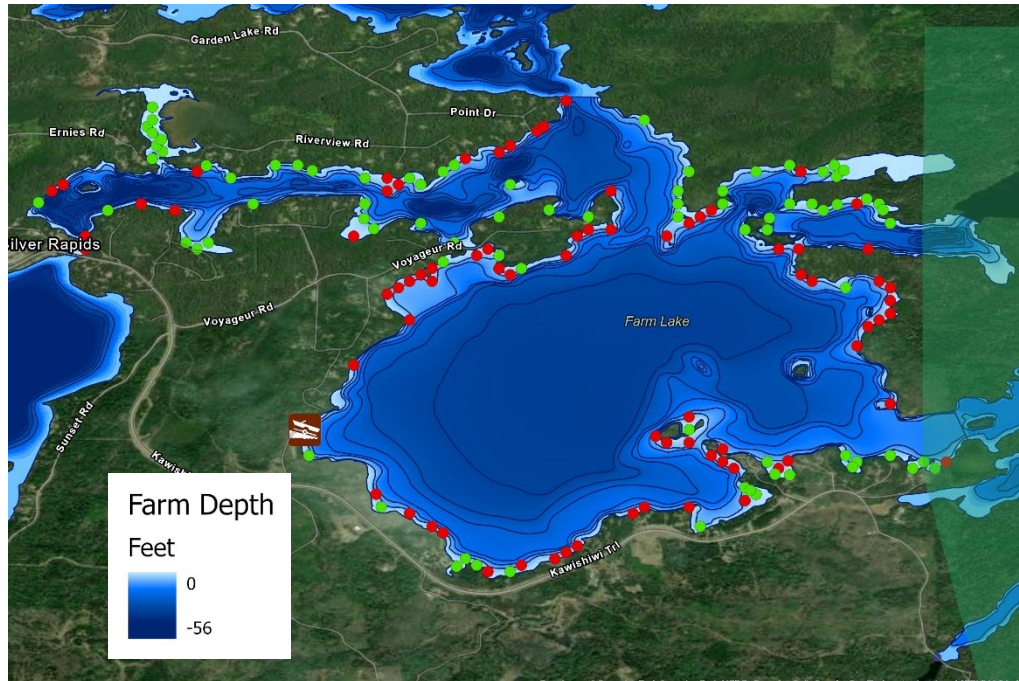 Garden Lake Rd
Point Dr
Ernies Rd
Riverview Rd
Silver Rapids
Voyageur Rd
Voyageur Rd
Farm Lake
Sunset Rd
Kawishiwi Trl
Farm Depth
Feet
0
-56